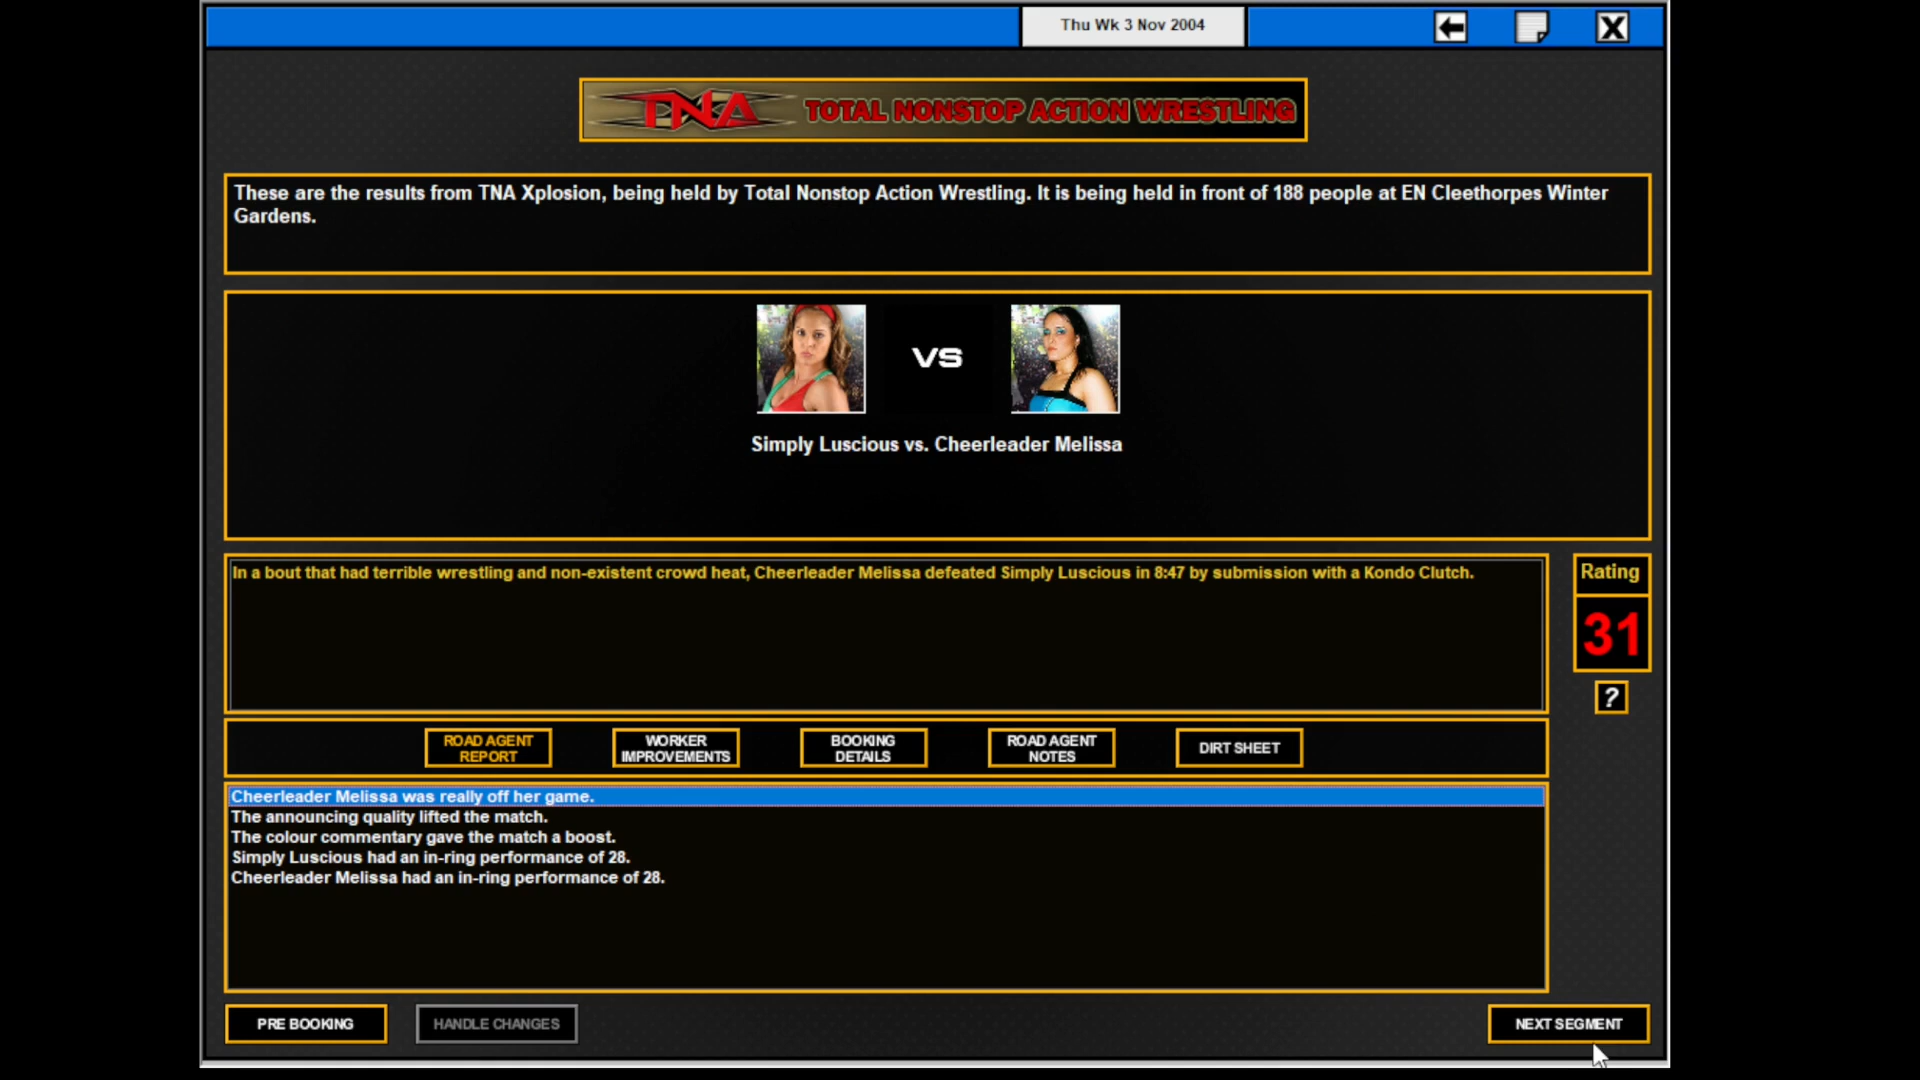 Thu Wk 3 Nov 2004
TNA TOTAL NONSTOP ACTION WRESTLING
These are the results from TNA Xplosion, being held by Total Nonstop Action Wrestling. It is being held in front of 188 people at EN Cleethorpes Winter
Gardens.
VS
Simply Luscious vs. Cheerleader Melissa
In a bout that had terrible wrestling and non-existent crowd heat, Cheerleader Melissa defeated Simply Luscious in 8:47 by submission with a Kondo Clutch.
Rating
31
?
ROAD AGENT
REPORT
WORKER
IMPROVEMENTS
BOOKING
DETAILS
ROAD AGENT
NOTES
DIRT SHEET
Cheerleader Melissa was really off her game.
The announcing quality lifted the match.
The colour commentary gave the match a boost.
Simply Luscious had an in-ring performance of 28.
Cheerleader Melissa had an in-ring performance of 28.
PRE BOOKING
HANDLE CHANGES
NEXT SEGMENT